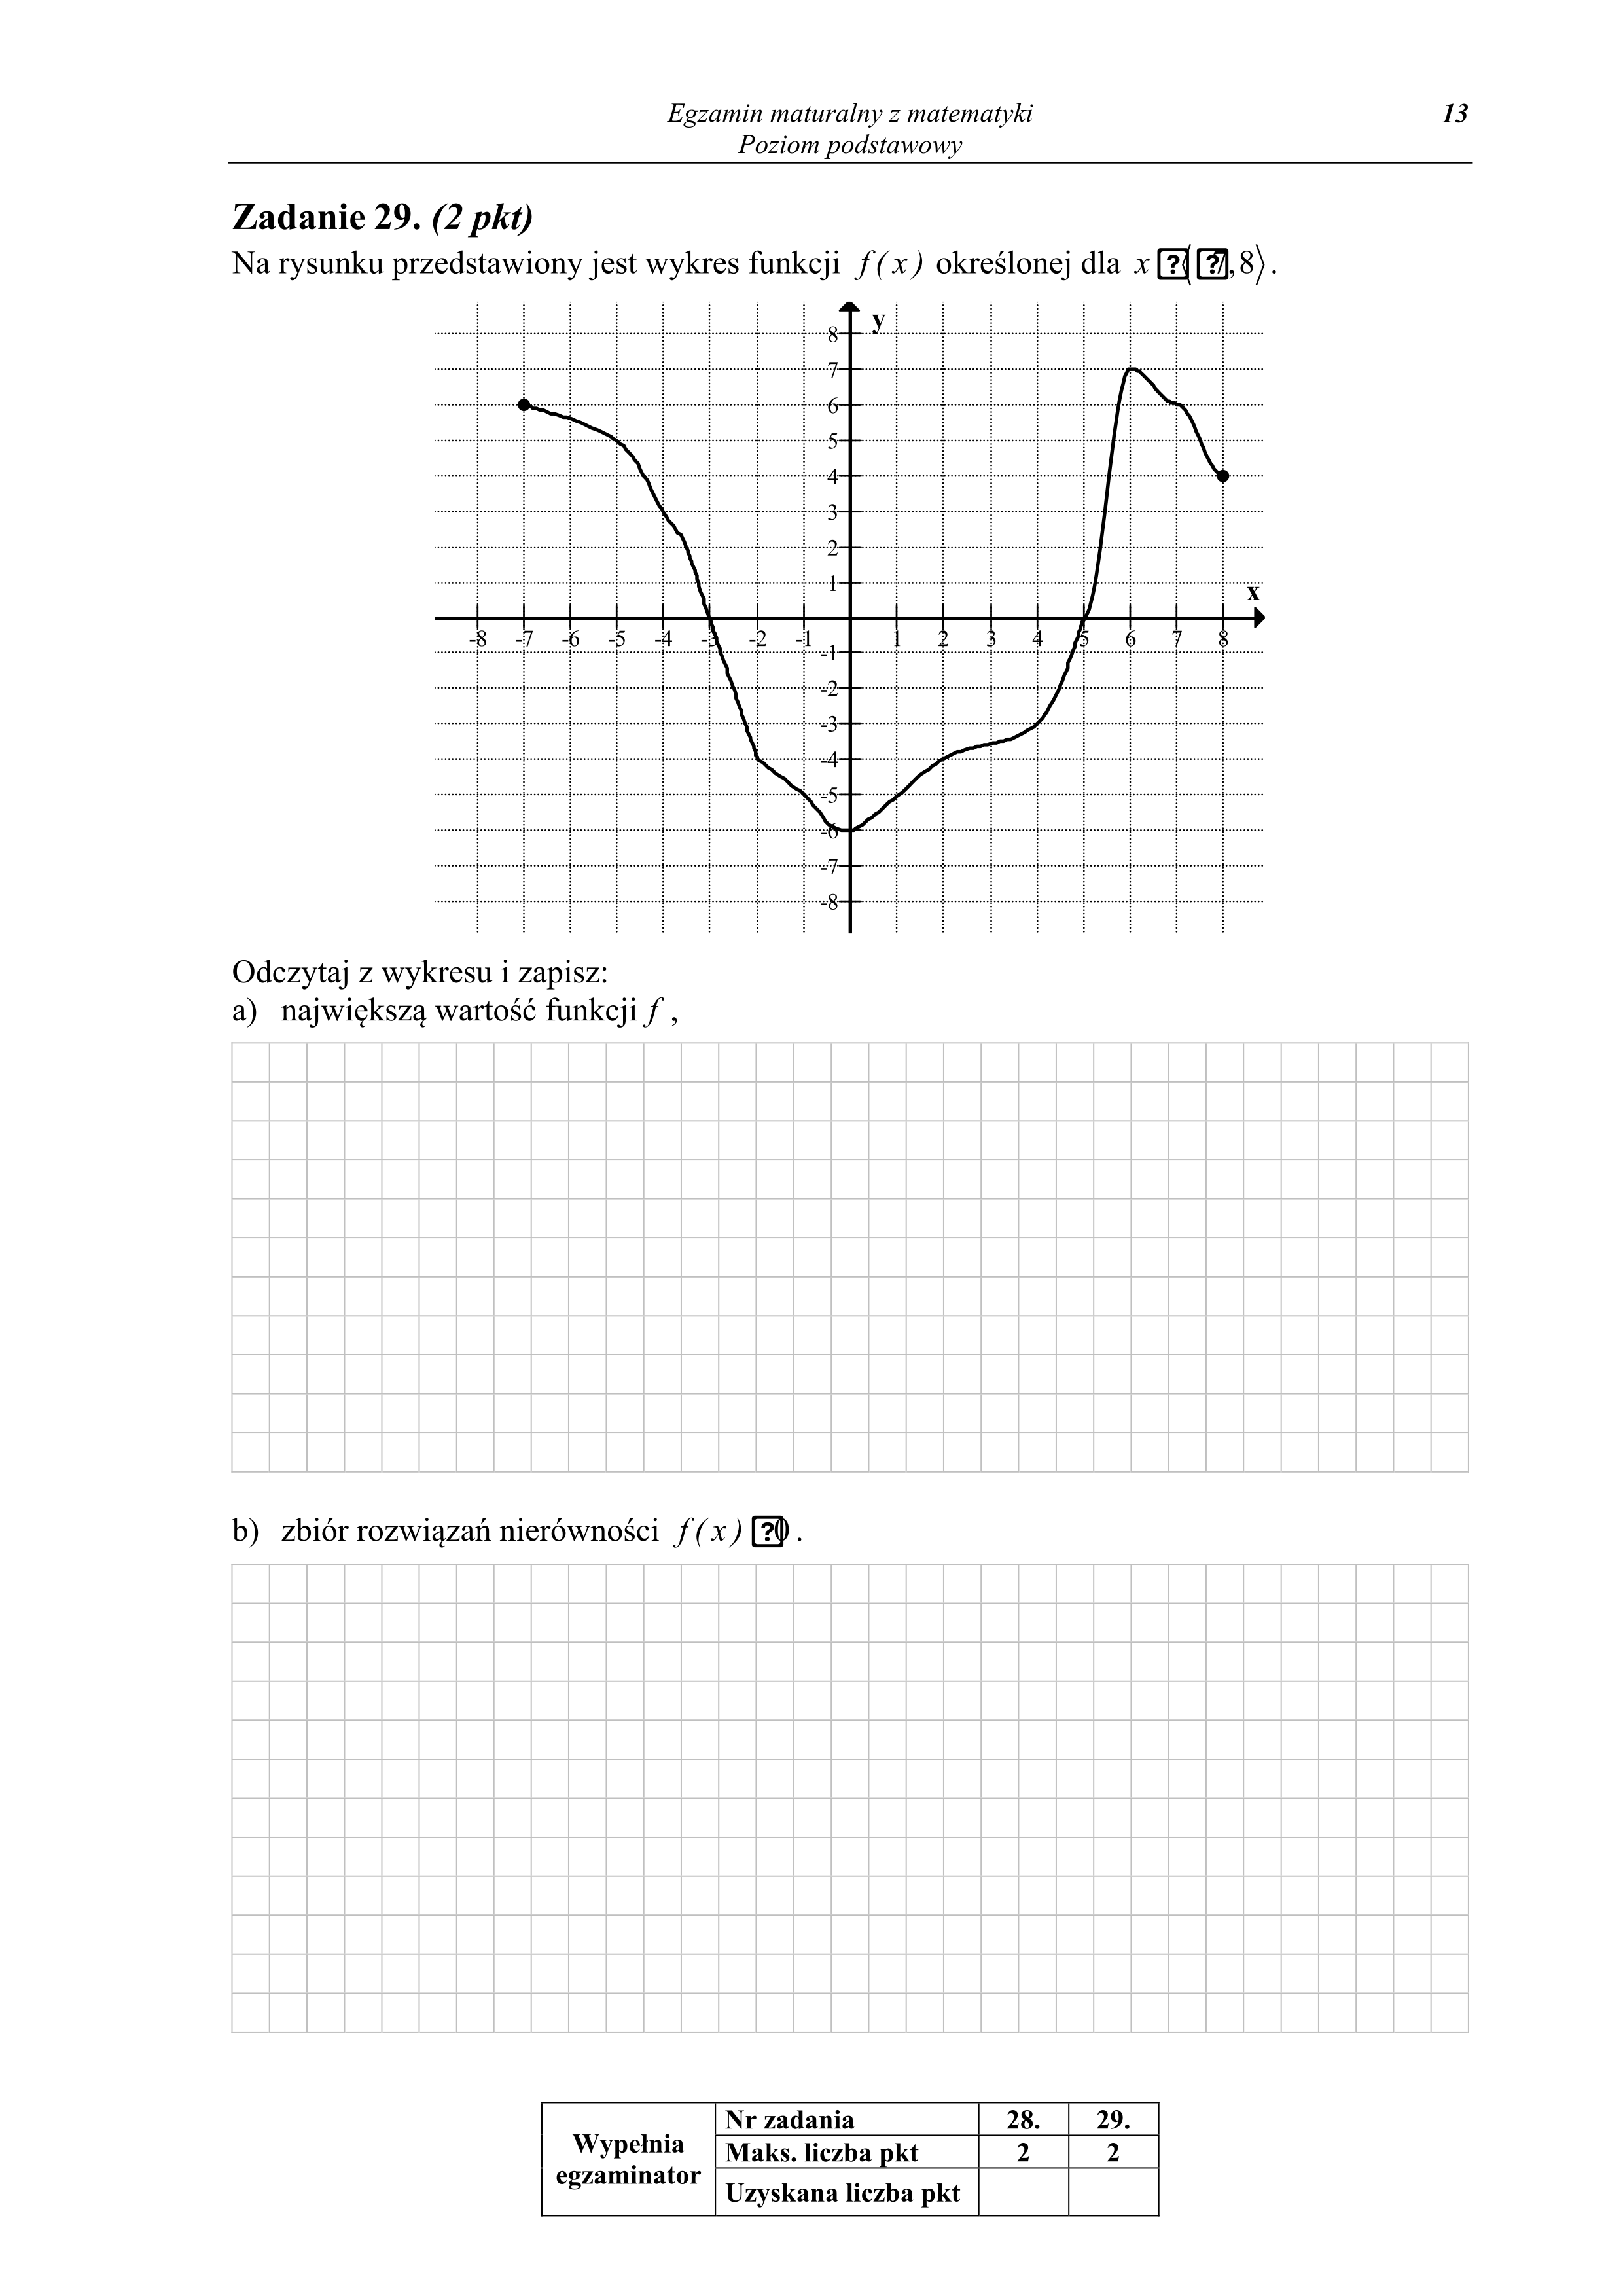 Egzamin maturalny z matematyki
13
Poziom podstawowy
Zadanie 29. (2 pkt)
Na rysunku przedstawiony jest wykres funkcji f(x) określonej dla x ,8⟩.
y
8
7
6
5
4
3
2
1
x
-8 -7 -6 -5 -4 -3 -2 -1 1 2 3 4 5 6 7 8
-1
-2
-3
-4
-5
-6
-7
-8
Odczytaj z wykresu i zapisz:
a) największą wartość funkcji f ,
b) zbiór rozwiązań nierówności f(x) 0 .
Wypełnia egzaminator
Nr zadania 28. 29.
Maks. liczba pkt 2 2
Uzyskana liczba pkt